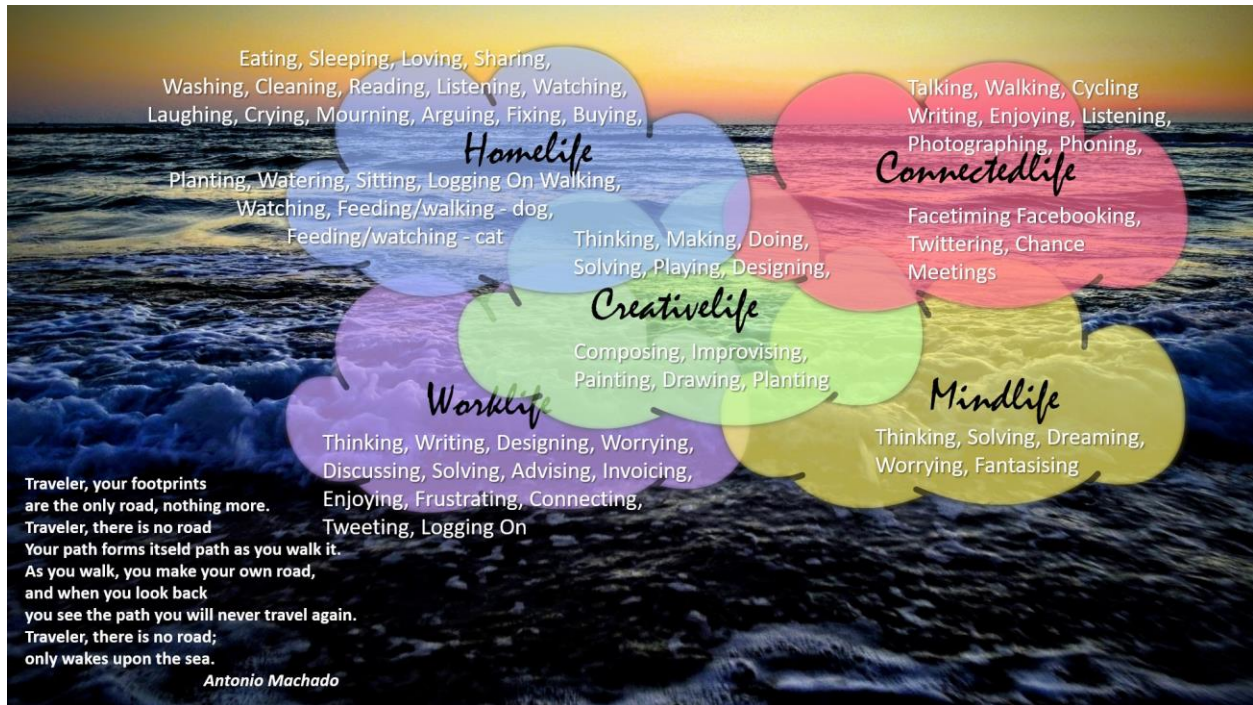 Eating, Sleeping, Loving, Sharing,
Washing, Cleaning, Reading, Listening, Watching,
Laughing, Crying, Mourning, Arguing, Fixing, Buying,
Homelife
Planting, Watering, Sitting, Logging On Walking,
Watching, Feeding/walking - dog,
Feeding/watching - cat
Talking, Walking, Cycling
Writing, Enjoying, Listening,
Photographing, Phoning,
Connectedlife
Facetiming Facebooking,
Twittering, Chance
Meetings
Thinking, Making, Doing,
Solving, Playing, Designing,
Creativelife
Composing, Improvising,
Painting, Drawing, Planting
Worklife
Thinking, Writing, Designing, Worrying,
Discussing, Solving, Advising, Invoicing,
Enjoying, Frustrating, Connecting,
Tweeting, Logging On
Mindlife
Thinking, Solving, Dreaming,
Worrying, Fantasising
Traveler, your footprints
are the only road, nothing more.
Traveler, there is no road
Your path forms itseld path as you walk it.
As you walk, you make your own road,
and when you look back
you see the path you will never travel again.
Traveler, there is no road;
only wakes upon the sea.
Antonio Machado